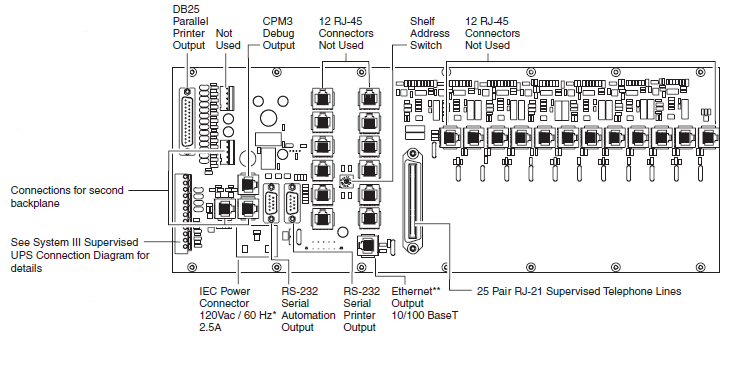 DB25
Parallel
Printer
Output
Not
Used
CPM3
Debug
Output
12 RJ-45
Connectors
Not Used
Shelf
Address
Switch
12 RJ-45
Connectors
Not Used
Connections for second
backplane
See System III Supervised
UPS Connection Diagram for
details
IEC Power
Connector
120Vac / 60 Hz*
2.5A
RS-232
Serial
Automation
Output
RS-232
Serial
Printer
Output
Ethernet**
Output
10/100 BaseT
25 Pair RJ-21 Supervised Telephone Lines